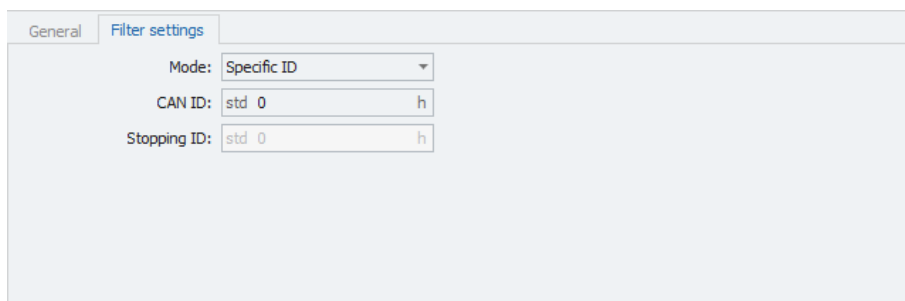 General Filter settings
Mode: Specific ID
CAN ID: std 0 h
Stopping ID: std 0 h